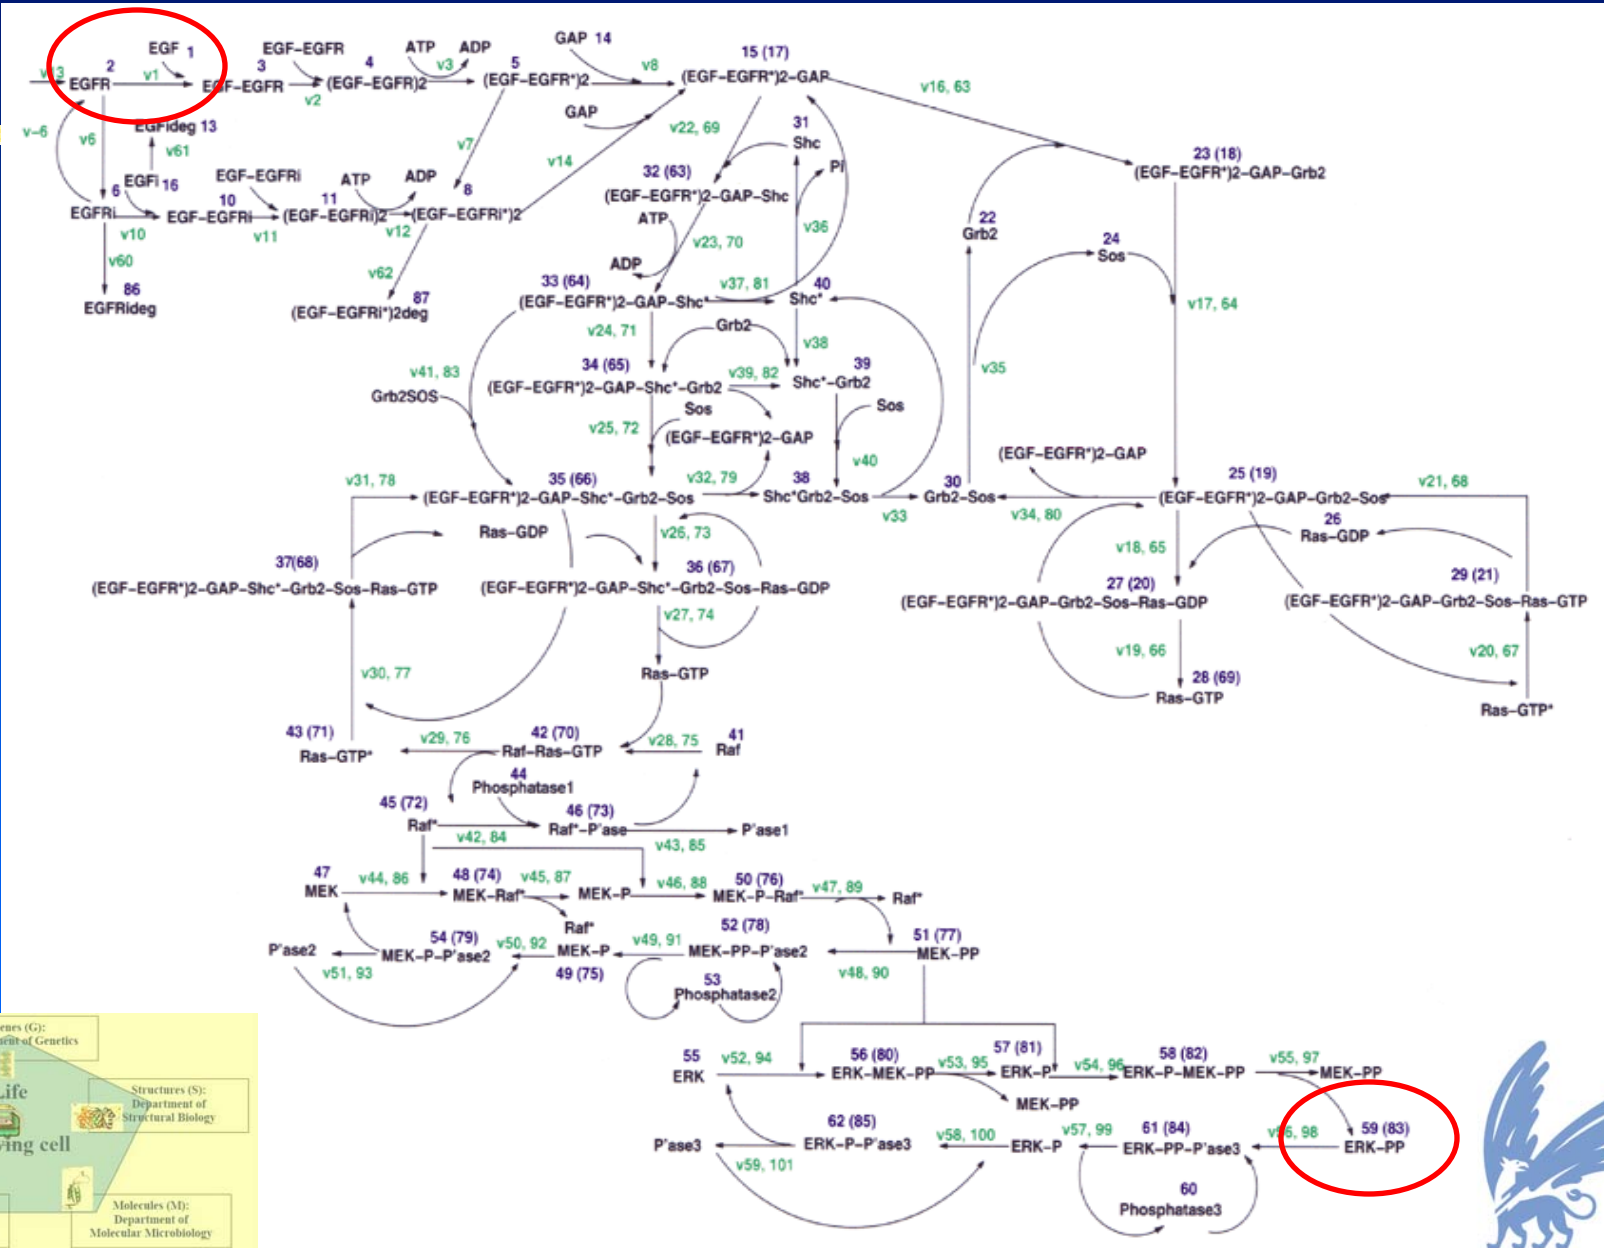 EGF 1
2
v13
EGFR
v1
3
EGF-EGFR
EGF-EGFR
v2
4
(EGF-EGFR)2
ATP
ADP
v3
5
(EGF-EGFR*)2
GAP 14
v8
15 (17)
(EGF-EGFR*)2-GAP
v16, 63
v-6
v6
EGFideg 13
v61
EGFi 16
6
EGFRi
v10
v60
86
EGFRideg
EGF-EGFRi
10
EGF-EGFRi
v11
ATP
ADP
11
(EGF-EGFRi)2
v12
8
(EGF-EGFRi*)2
v7
v14
GAP
v62
87
(EGF-EGFRi*)2deg
v22, 69
31
Shc
Pi
32 (63)
(EGF-EGFR*)2-GAP-Shc
ATP
v23, 70
ADP
v36
33 (64)
(EGF-EGFR*)2-GAP-Shc*
v37, 81
40
Shc*
v24, 71
Grb2
v38
23 (18)
(EGF-EGFR*)2-GAP-Grb2
22
Grb2
24
Sos
v17, 64
v35
34 (65)
(EGF-EGFR*)2-GAP-Shc*-Grb2
v39, 82
39
Shc*-Grb2
v41, 83
Grb2SOS
Sos
Sos
v25, 72
(EGF-EGFR*)2-GAP
v40
(EGF-EGFR*)2-GAP
v31, 78
35 (66)
(EGF-EGFR*)2-GAP-Shc*-Grb2-Sos
v32, 79
38
Shc*Grb2-Sos
v33
30
Grb2-Sos
v34, 80
25 (19)
(EGF-EGFR*)2-GAP-Grb2-Sos*
v21, 68
Ras-GDP
v26, 73
26
Ras-GDP
v18, 65
37(68)
(EGF-EGFR*)2-GAP-Shc*-Grb2-Sos-Ras-GTP
36 (67)
(EGF-EGFR*)2-GAP-Shc*-Grb2-Sos-Ras-GDP
27 (20)
(EGF-EGFR*)2-GAP-Grb2-Sos-Ras-GDP
29 (21)
(EGF-EGFR*)2-GAP-Grb2-Sos-Ras-GTP
v27, 74
v19, 66
v20, 67
v30, 77
Ras-GTP
28 (69)
Ras-GTP
Ras-GTP*
43 (71)
Ras-GTP*
v29, 76
42 (70)
Raf-Ras-GTP
v28, 75
41
Raf
44
Phosphatase1
45 (72)
Raf*
v42, 84
46 (73)
Raf*-P'ase
v43, 85
P'ase1
47
MEK
v44, 86
48 (74)
MEK-Raf*
v45, 87
MEK-P
v46, 88
50 (76)
MEK-P-Raf*
v47, 89
Raf*
Raf*
P'ase2
v51, 93
54 (79)
MEK-P-P'ase2
v50, 92
MEK-P
49 (75)
v49, 91
52 (78)
MEK-PP-P'ase2
v48, 90
51 (77)
MEK-PP
53
Phosphatase2
55
ERK
v52, 94
56 (80)
ERK-MEK-PP
v53, 95
57 (81)
ERK-P
v54, 96
58 (82)
ERK-P-MEK-PP
v55, 97
MEK-PP
MEK-PP
P'ase3
v59, 101
62 (85)
ERK-P-P'ase3
v58, 100
ERK-P
v57, 99
61 (84)
ERK-PP-P'ase3
v56, 98
59 (83)
ERK-PP
60
Phosphatase3
enes (G):
ment of Genetics
Life
Structures (S):
Department of
Structural Biology
ving cell
Molecules (M):
Department of
Molecular Microbiology